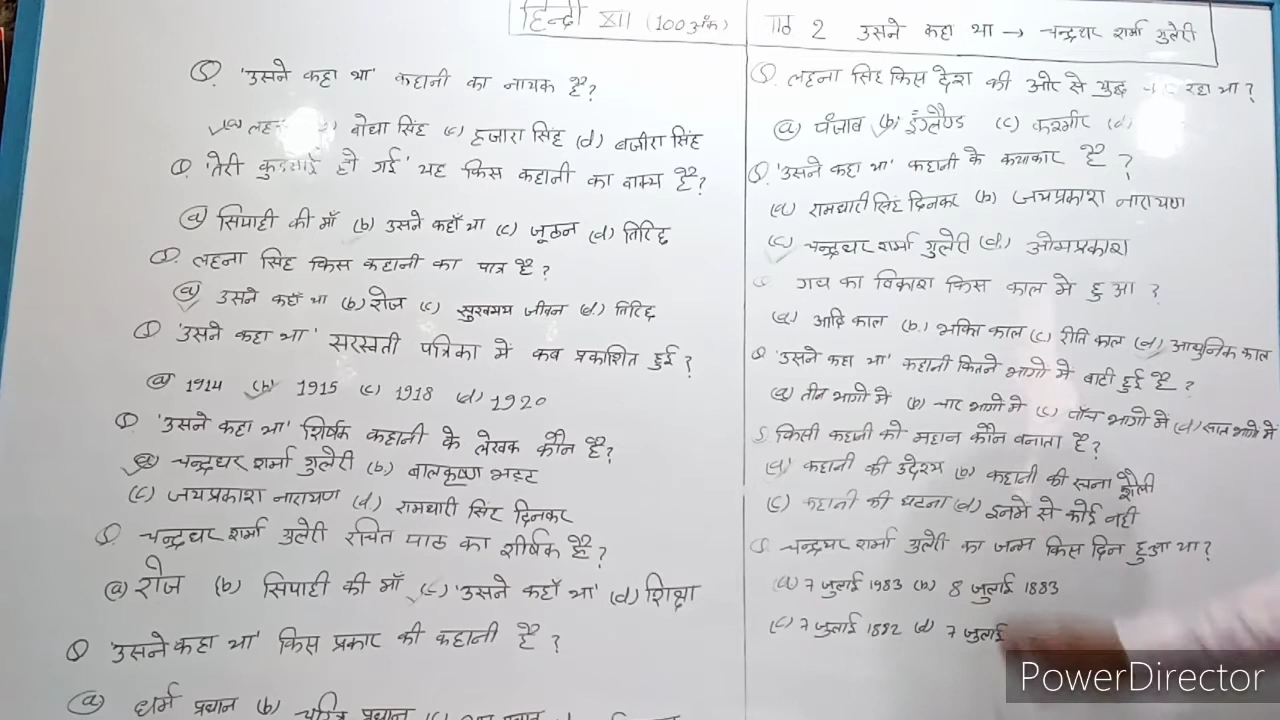 हिन्दी XII (100 अंक)
पाठ 2 उसने कहा था → चन्द्रधर शर्मा गुलेरी
Q. 'उसने कहा था' कहानी का नायक है?
(a) बोधा सिंह (c) हजारा सिंह (d) वजीरा सिंह
Q. 'तेरी कुड़माई हो गई' यह किस कहानी का वाक्य है?
(a) सिपाही की माँ (b) उसने कहाँ था (c) जूठन (d) तिरिछ
Q. लहना सिंह किस कहानी का पात्र है?
(a) उसने कहाँ था (b) रोज (c) सुखमय जीवन (d) तिरिछ
Q 'उसने कहा था' सरस्वती पत्रिका में कब प्रकाशित हुई?
(a) 1914 (b) 1915 (c) 1918 (d) 1920
Q. 'उसने कहा था' शिर्षक कहानी के लेखक कौन है?
(a) चन्द्रधर शर्मा गुलेरी (b) बालकृष्ण भट्ट
(c) जयप्रकाश नारायण (d) रामधारी सिंह दिनकर
Q. चन्द्रधर शर्मा गुलेरी रचित पाठ का शीर्षक है?
(a) रोज (b) सिपाही की माँ (c) 'उसने कहाँ था' (d) शिक्षा
Q 'उसने कहा था' किस प्रकार की कहानी है?
(a) धर्म प्रधान (b) चरित्र प्रधान
Q. लहना सिंह किस देश की ओर से युद्ध रहा था?
(a) पंजाब (b) इंग्लैण्ड (c) कश्मीर (d)
Q. 'उसने कहा था' कहानी के कथाकार है?
(a) रामधारी सिंह दिनकर (b) जयप्रकाश नारायण
(c) चन्द्रधर शर्मा गुलेरी (d) ओमप्रकाश
Q गद्य का विकाश किस काल मे हुआ?
(a) आदि काल (b) भक्ति काल (c) रीति काल (d) आधुनिक काल
Q 'उसने कहा था' कहानी कितने भागो मे बाटी हुई है?
(a) तीन भागो मे (b) चार भागो मे (c) पाँच भागो में (d) सात भागो मे
Q किसी कहानी को महान कौन बनाता है?
(a) कहानी की उदेश्य (b) कहानी की रचना शैली
(c) कहानी की घटना (d) इनमें से कोई नही
Q. चन्द्रधर शर्मा गुलेरी का जन्म किस दिन हुआ था?
(a) 7 जुलाई 1983 (b) 8 जुलाई 1883
(c) 7 जुलाई 1892 (d) 7 जुलाई
PowerDirector